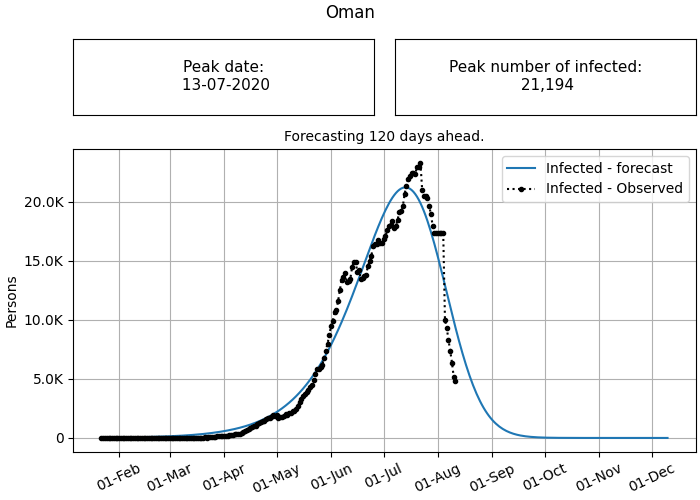 Oman
Peak date:
13-07-2020
Peak number of infected:
21,194
Forecasting 120 days ahead.
Infected - forecast
Infected - Observed
20.0K
15.0K
10.0K
5.0K
0
Persons
01-Feb
01-Mar
01-Apr
01-May
01-Jun
01-Jul
01-Aug
01-Sep
01-Oct
01-Nov
01-Dec